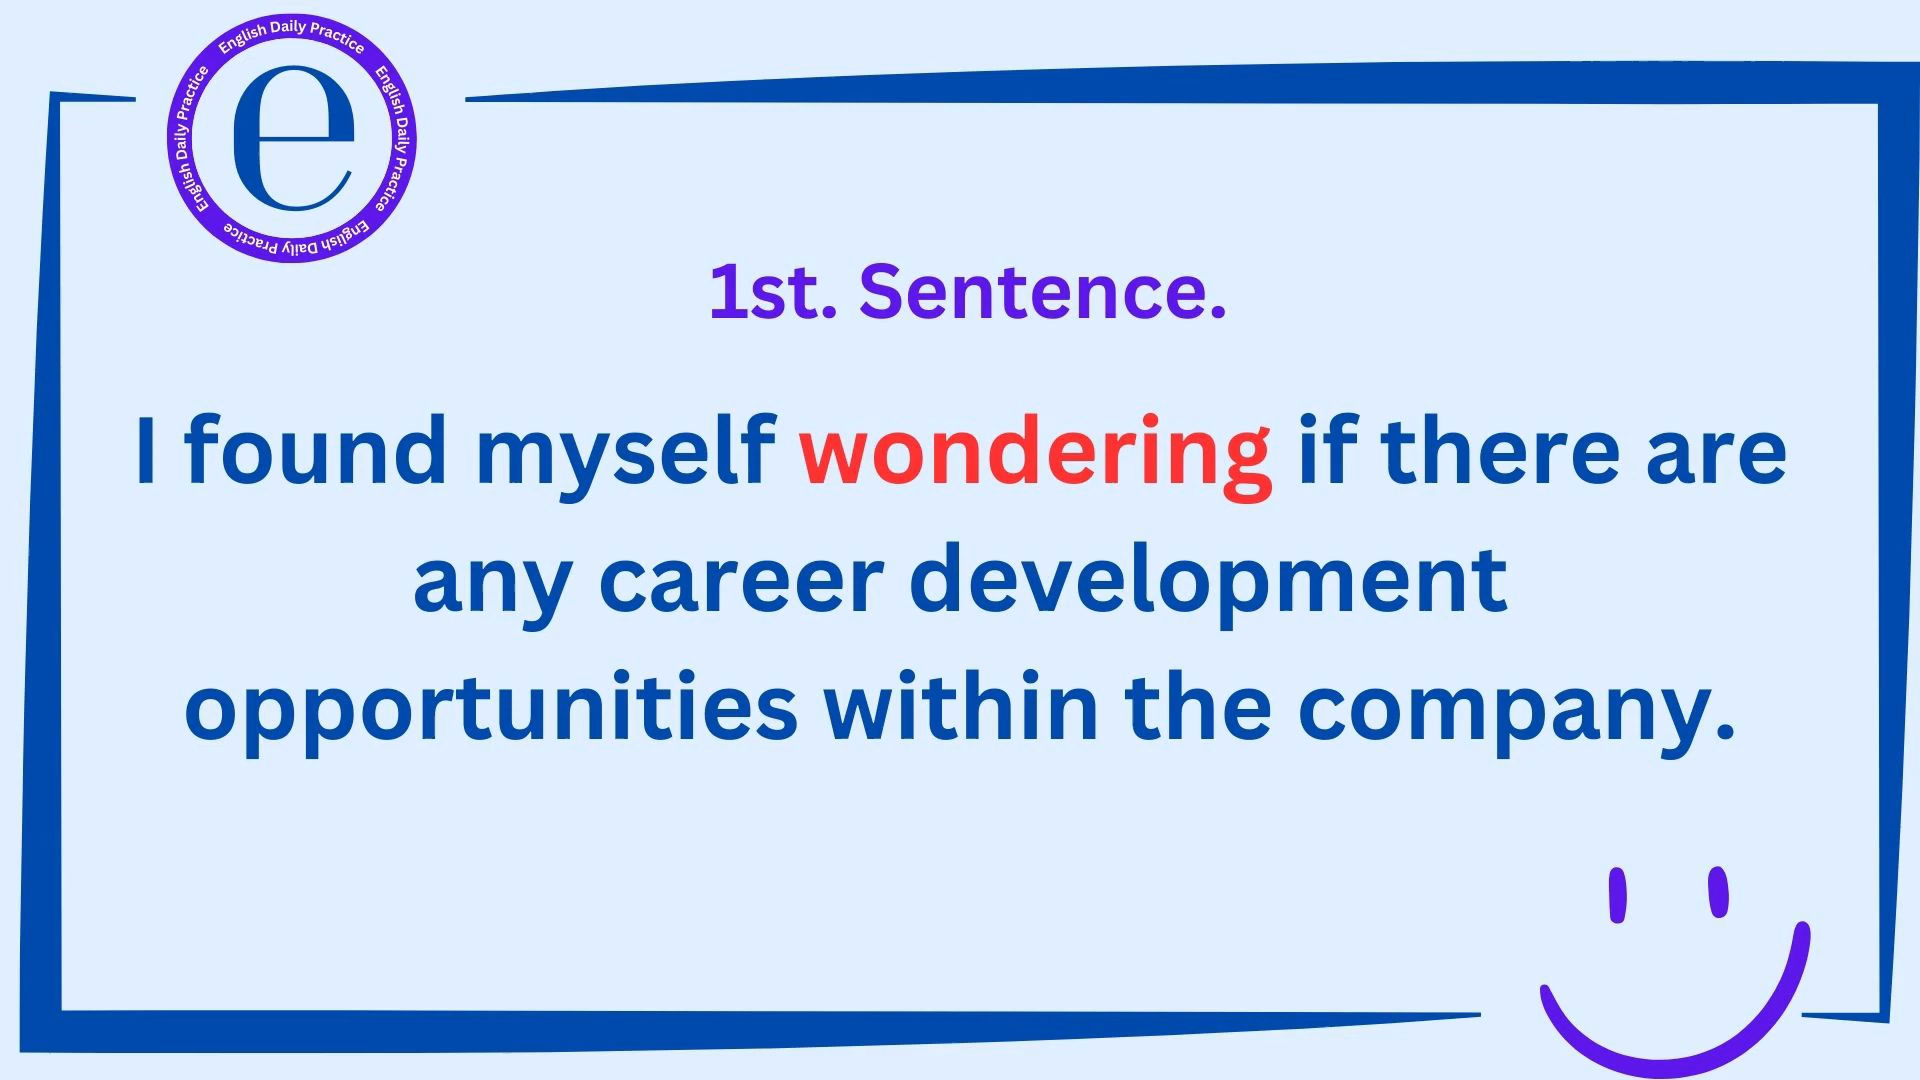 English Daily Practice
English Daily Practice
English Daily Practice
English Daily Practice
e
1st. Sentence.
I found myself wondering if there are
any career development
opportunities within the company.